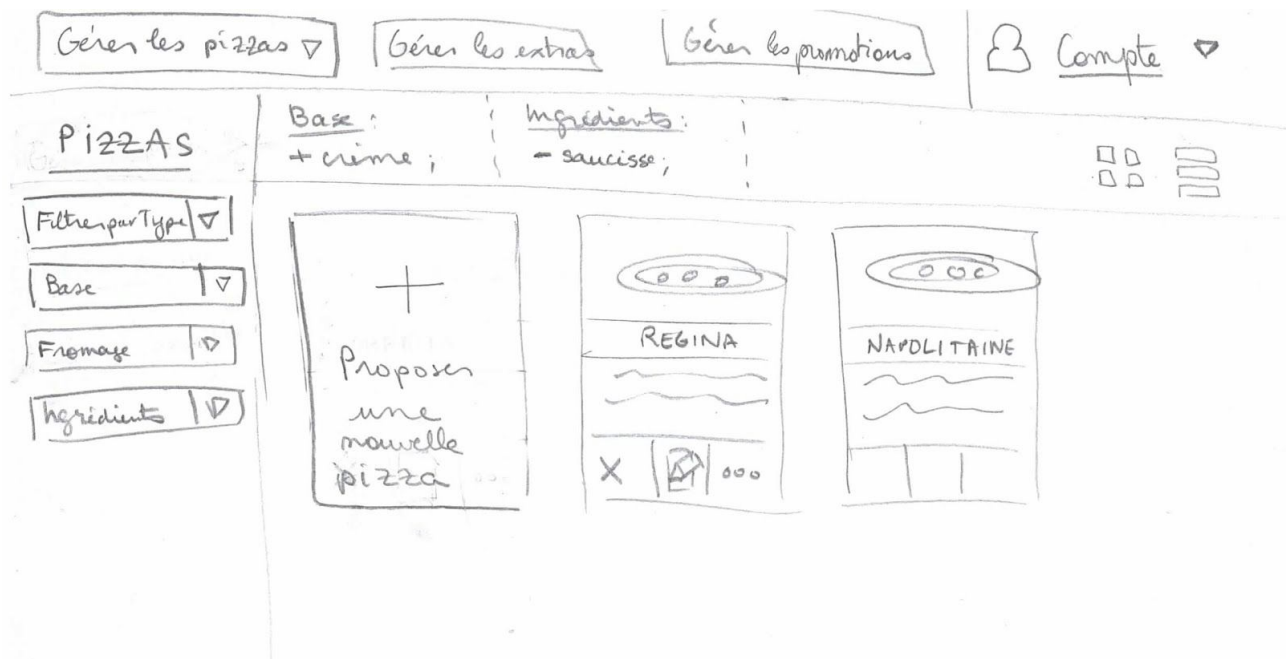 Gérer les pizzas
Gérer les extras
Gérer les promotions
Compte
PiZZAS
Base :
+ crème ;
Ingrédients :
- saucisse ;
Filtrer par Type
Base
Fromage
Ingrédients
+
Proposer
une
nouvelle
pizza
REGINA
X
NAPOLITAINE